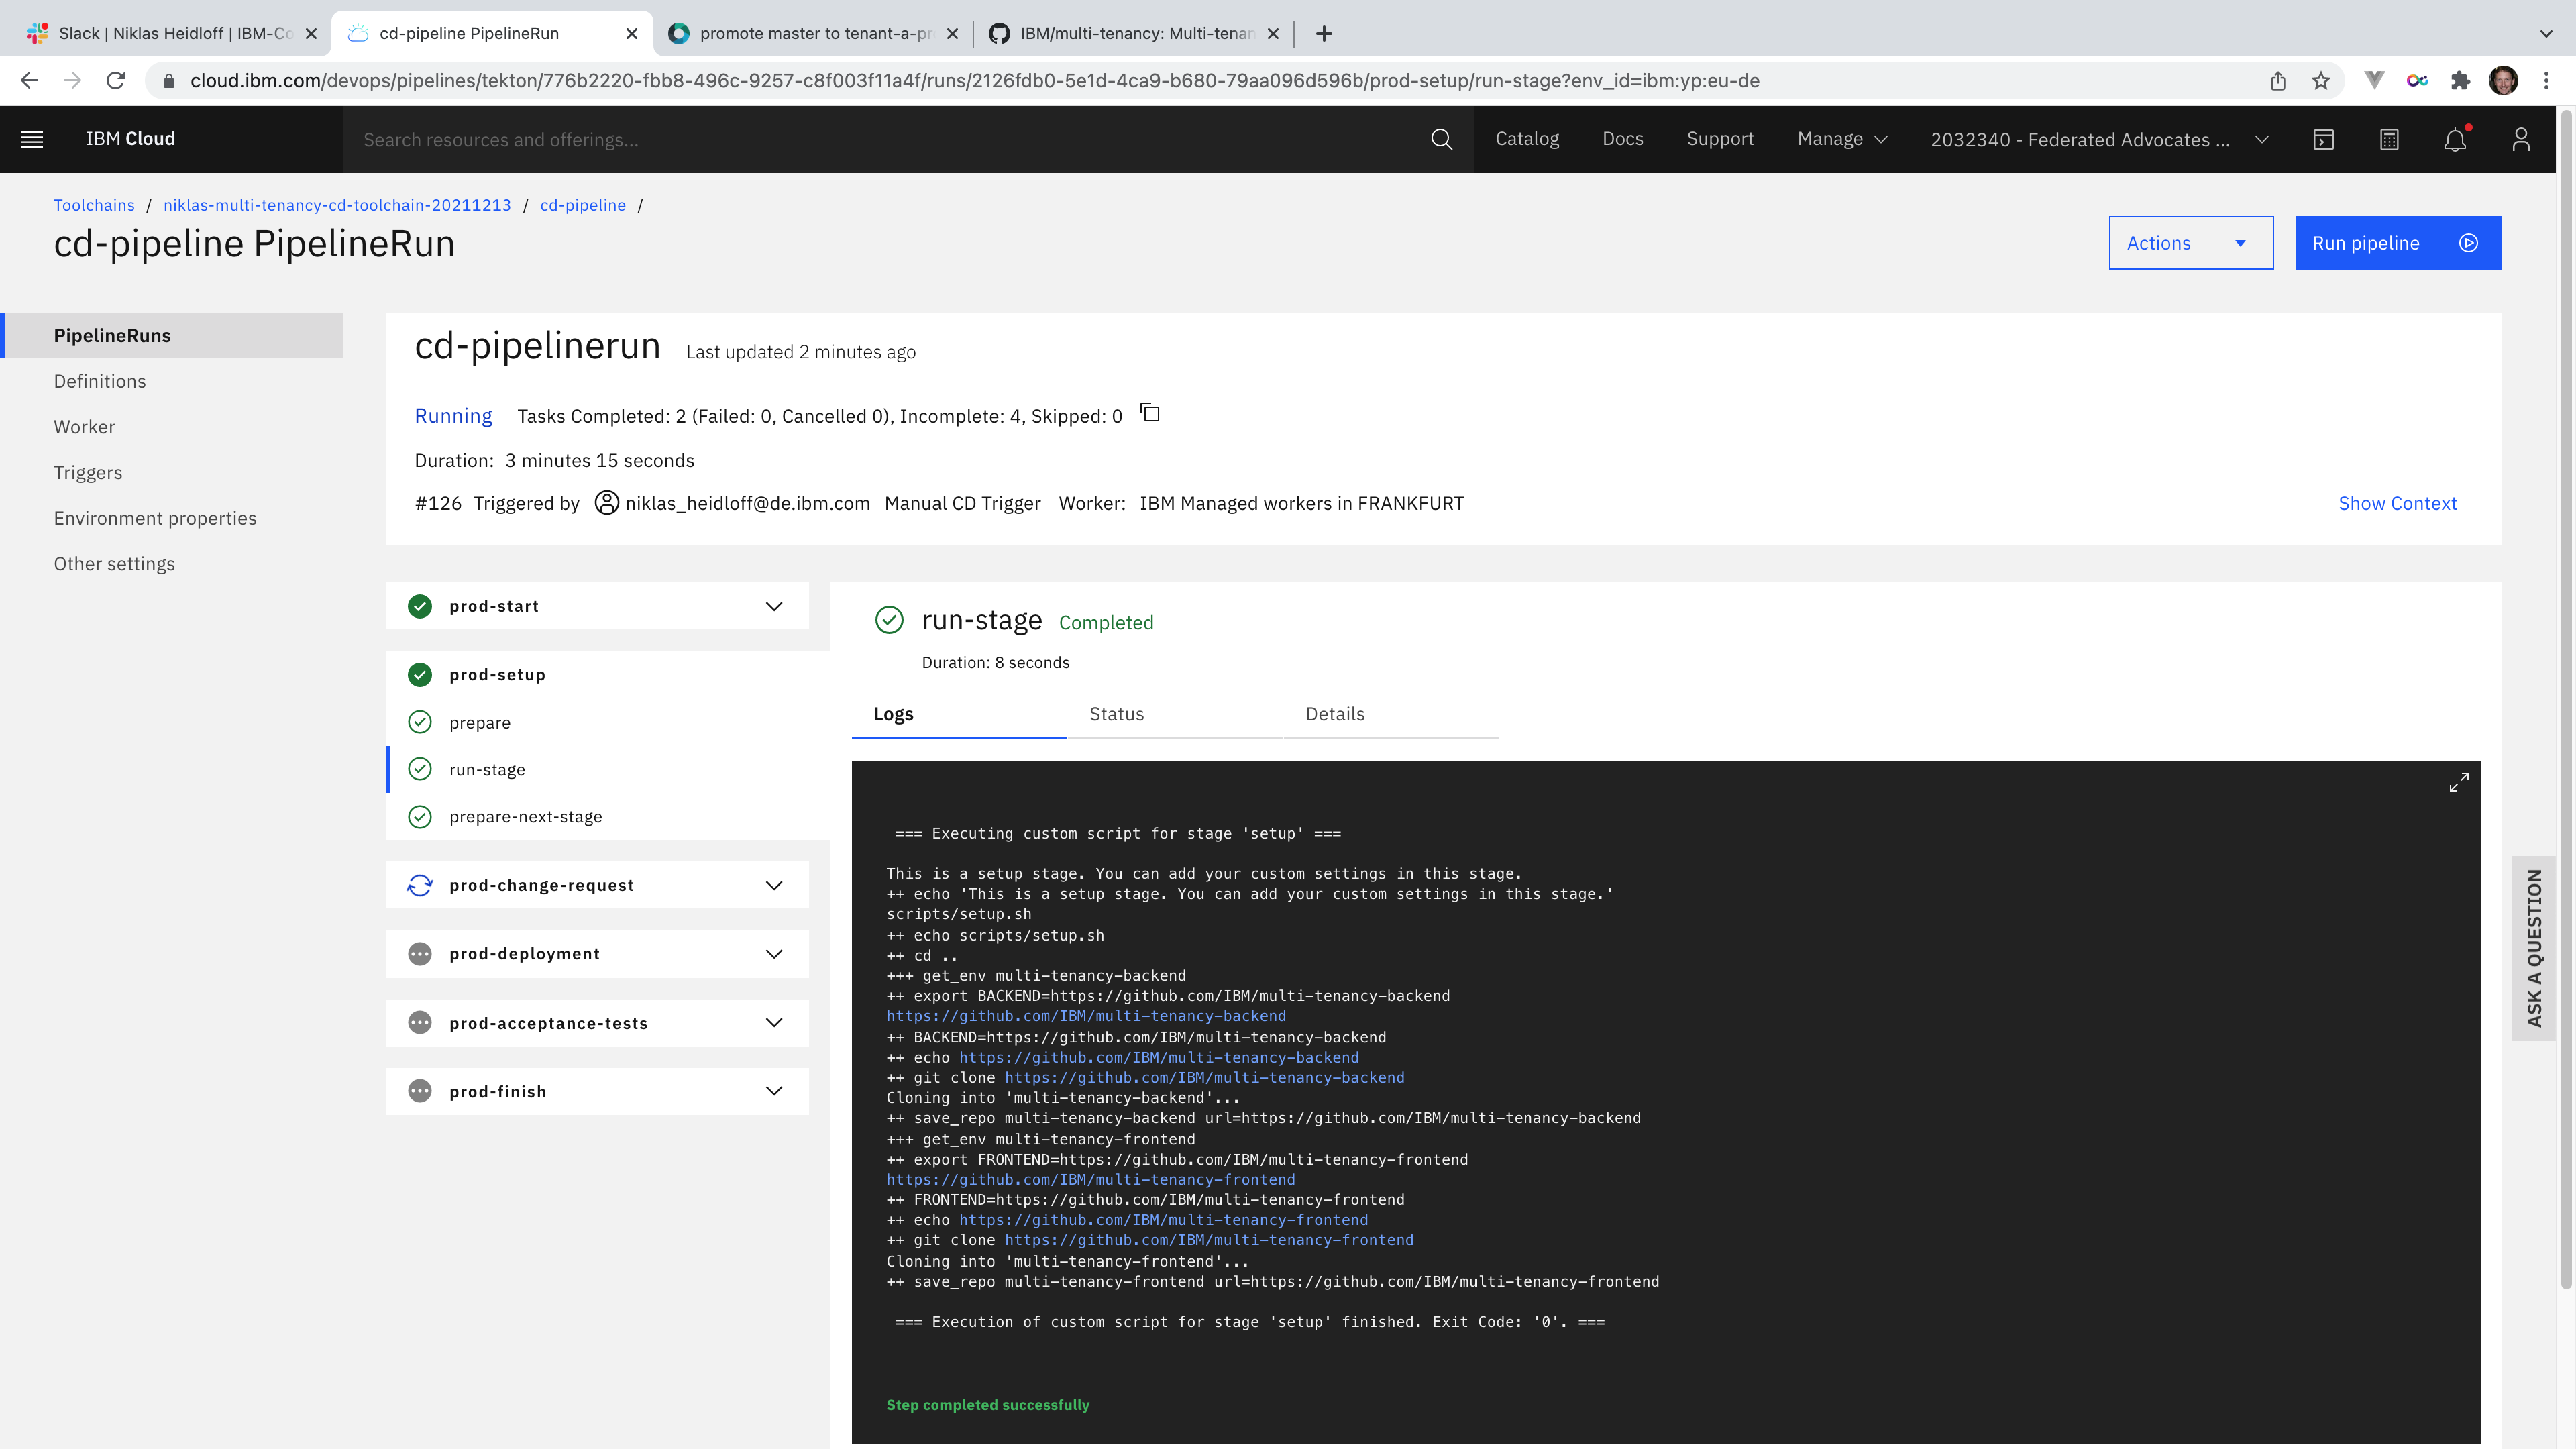 Slack | Niklas Heidloff | IBM-Co
cd-pipeline PipelineRun
promote master to tenant-a-pr
IBM/multi-tenancy: Multi-tenan
cloud.ibm.com/devops/pipelines/tekton/776b2220-fbb8-496c-9257-c8f003f11a4f/runs/2126fdb0-5e1d-4ca9-b680-79aa096d596b/prod-setup/run-stage?env_id=ibm:yp:eu-de
IBM Cloud
Search resources and offerings...
Catalog
Docs
Support
Manage
2032340 - Federated Advocates ...
Toolchains / niklas-multi-tenancy-cd-toolchain-20211213 / cd-pipeline /
cd-pipeline PipelineRun
Actions
Run pipeline
PipelineRuns
Definitions
Worker
Triggers
Environment properties
Other settings
cd-pipelinerun Last updated 2 minutes ago
Running Tasks Completed: 2 (Failed: 0, Cancelled 0), Incomplete: 4, Skipped: 0
Duration: 3 minutes 15 seconds
#126 Triggered by niklas_heidloff@de.ibm.com Manual CD Trigger Worker: IBM Managed workers in FRANKFURT
Show Context
prod-start
prod-setup
prepare
run-stage
prepare-next-stage
prod-change-request
prod-deployment
prod-acceptance-tests
prod-finish
run-stage Completed
Duration: 8 seconds
Logs
Status
Details
=== Executing custom script for stage 'setup' ===
This is a setup stage. You can add your custom settings in this stage.
++ echo 'This is a setup stage. You can add your custom settings in this stage.'
scripts/setup.sh
++ echo scripts/setup.sh
++ cd ..
+++ get_env multi-tenancy-backend
++ export BACKEND=https://github.com/IBM/multi-tenancy-backend
https://github.com/IBM/multi-tenancy-backend
++ BACKEND=https://github.com/IBM/multi-tenancy-backend
++ echo https://github.com/IBM/multi-tenancy-backend
++ git clone https://github.com/IBM/multi-tenancy-backend
Cloning into 'multi-tenancy-backend'...
++ save_repo multi-tenancy-backend url=https://github.com/IBM/multi-tenancy-backend
+++ get_env multi-tenancy-frontend
++ export FRONTEND=https://github.com/IBM/multi-tenancy-frontend
https://github.com/IBM/multi-tenancy-frontend
++ FRONTEND=https://github.com/IBM/multi-tenancy-frontend
++ echo https://github.com/IBM/multi-tenancy-frontend
++ git clone https://github.com/IBM/multi-tenancy-frontend
Cloning into 'multi-tenancy-frontend'...
++ save_repo multi-tenancy-frontend url=https://github.com/IBM/multi-tenancy-frontend
=== Execution of custom script for stage 'setup' finished. Exit Code: '0'. ===
Step completed successfully
ASK A QUESTION